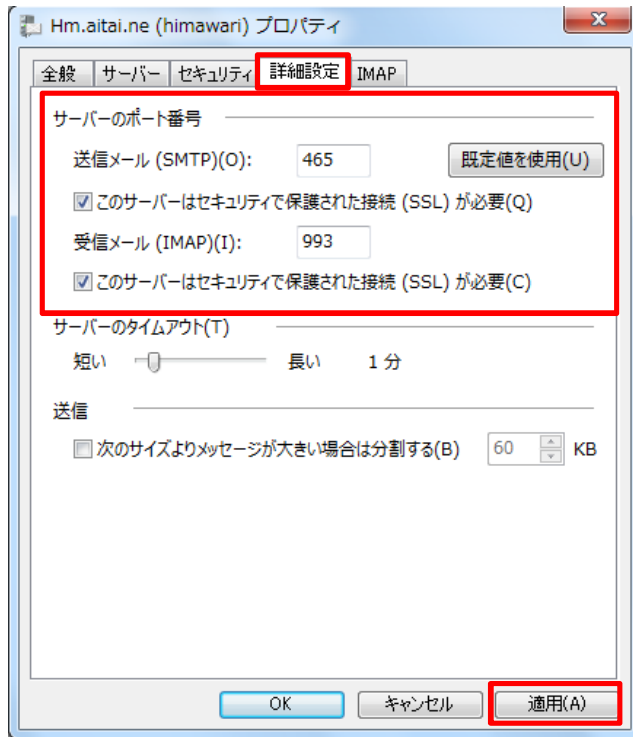 Hm.aitai.ne (himawari) プロパティ
全般 サーバー セキュリティ 詳細設定 IMAP
サーバーのポート番号
送信メール (SMTP)(O): 465 既定値を使用(U)
このサーバーはセキュリティで保護された接続 (SSL) が必要(Q)
受信メール (IMAP)(I): 993
このサーバーはセキュリティで保護された接続 (SSL) が必要(C)
サーバーのタイムアウト(T)
短い 長い 1 分
送信
次のサイズよりメッセージが大きい場合は分割する(B) 60 KB
OK キャンセル 適用(A)